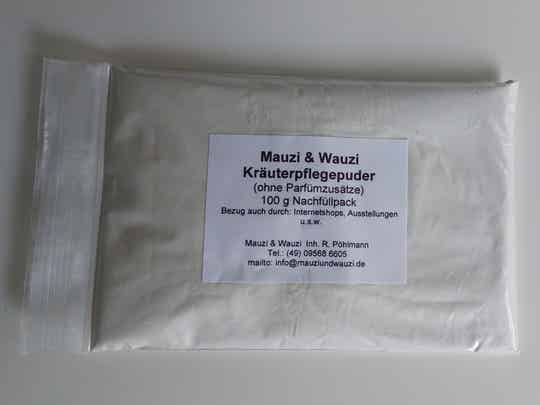 Mauzi & Wauzi
Kräuterpflegepuder
(ohne Parfümzusätze)
100 g Nachfüllpack
Bezug auch durch: Internetshops, Ausstellungen
u.s.w.
Mauzi & Wauzi Inh. R. Pöhlmann
Tel.: (49) 09568 6605
mailto: info@mauziundwauzi.de